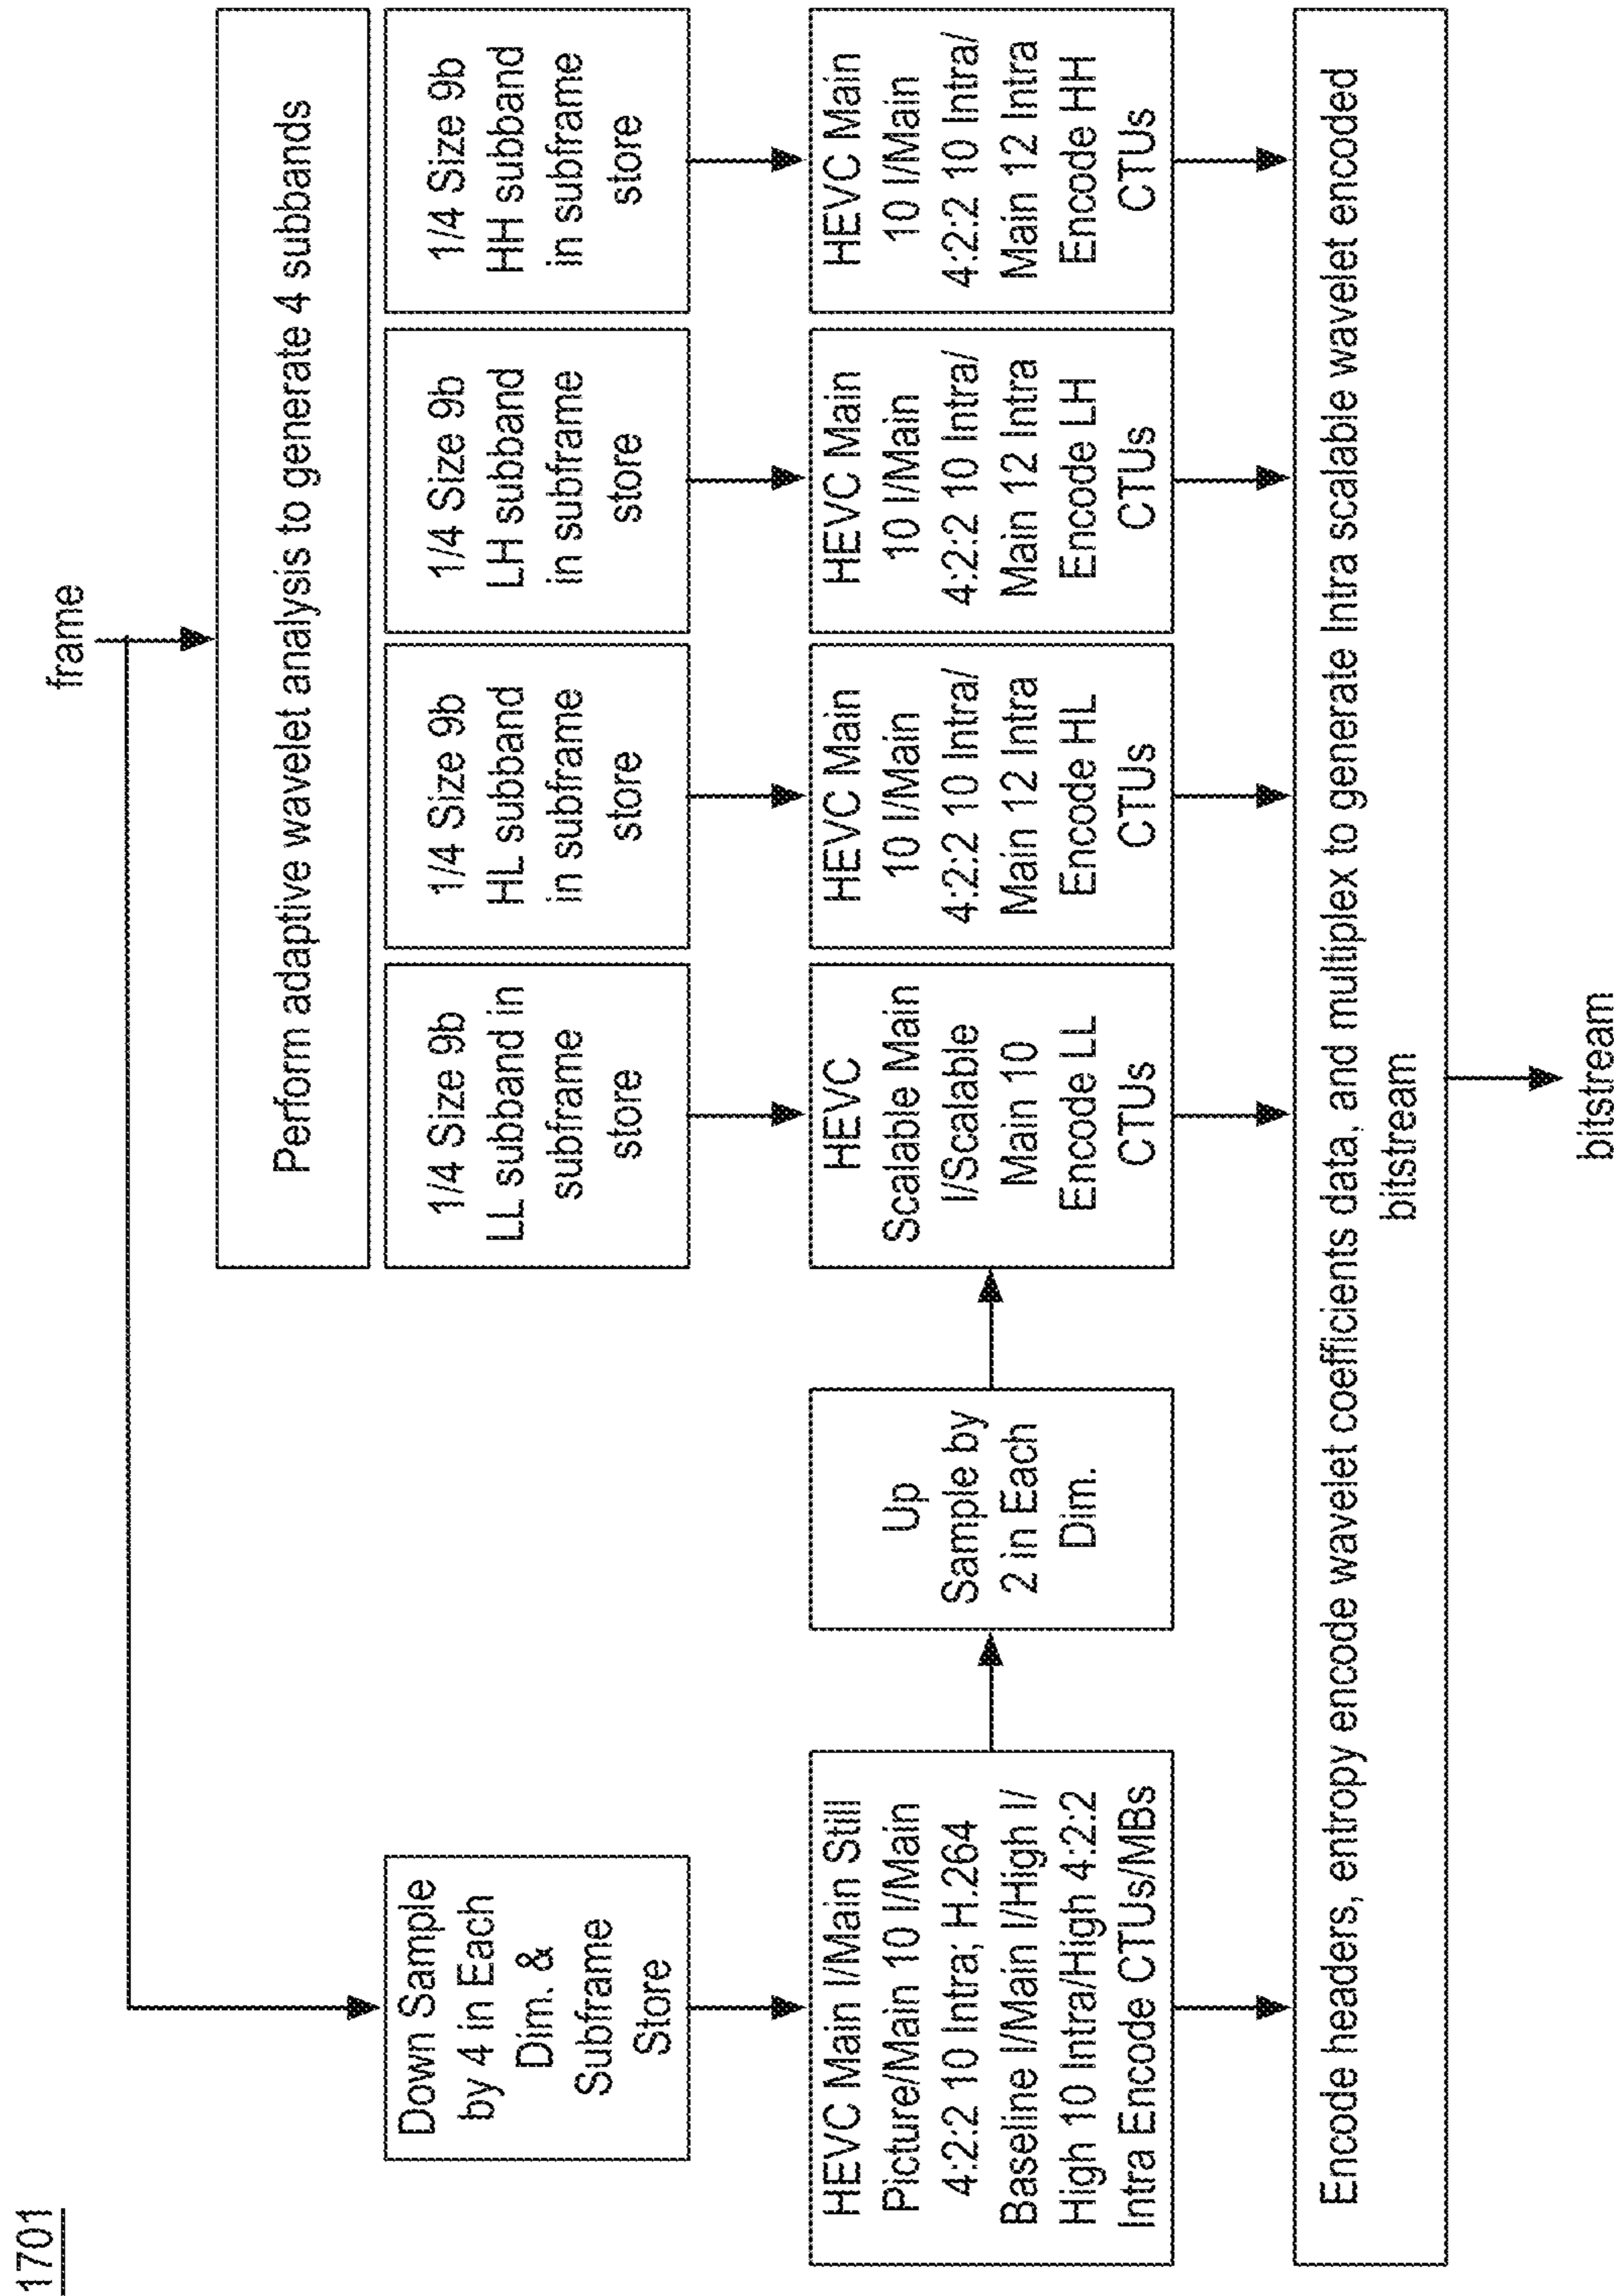 1701
frame
Perform adaptive wavelet analysis to generate 4 subbands
Down Sample
by 4 in Each
Dim. &
Subframe
Store
1/4 Size 9b
LL subband in
subframe
store
1/4 Size 9b
HL subband
in subframe
store
1/4 Size 9b
LH subband
in subframe
store
1/4 Size 9b
HH subband
in subframe
store
HEVC Main I/Main Still
Picture/Main 10 I/Main
4:2:2 10 Intra; H.264
Baseline I/Main I/High I/
High 10 Intra/High 4:2:2
Intra Encode CTUs/MBs
Up
Sample by
2 in Each
Dim.
HEVC
Scalable Main
I/Scalable
Main 10
Encode LL
CTUs
HEVC Main
10 I/Main
4:2:2 10 Intra/
Main 12 Intra
Encode HL
CTUs
HEVC Main
10 I/Main
4:2:2 10 Intra/
Main 12 Intra
Encode LH
CTUs
HEVC Main
10 I/Main
4:2:2 10 Intra/
Main 12 Intra
Encode HH
CTUs
Encode headers, entropy encode wavelet coefficients data, and multiplex to generate Intra scalable wavelet encoded
bitstream
bitstream